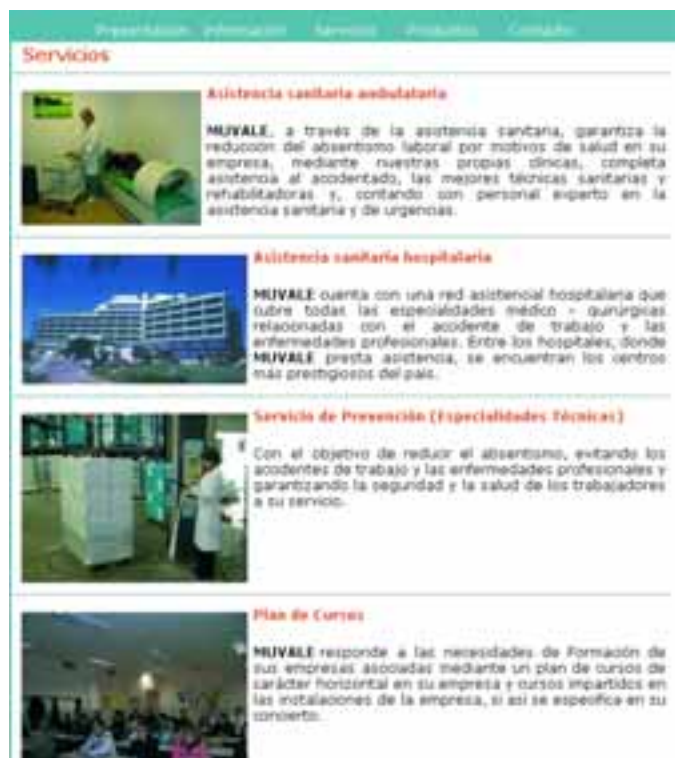 Presentación Información Servicios Productos Contacto
Servicios
Asistencia sanitaria ambulatoria
MUVALE, a través de la asistencia sanitaria, garantiza la
reducción del absentismo laboral por motivos de salud en su
empresa, mediante nuestras propias clínicas, completa
asistencia al accidentado, las mejores técnicas sanitarias y
rehabilitadoras y, contando con personal experto en la
asistencia sanitaria y de urgencias.
Asistencia sanitaria hospitalaria
MUVALE cuenta con una red asistencial hospitalaria que
cubre todas las especialidades médico - quirúrgicas
relacionadas con el accidente de trabajo y las
enfermedades profesionales. Entre los hospitales, donde
MUVALE presta asistencia, se encuentran los centros
más prestigiosos del país.
Servicio de Prevención (Especialidades Técnicas)
Con el objetivo de reducir el absentismo, evitando los
accidentes de trabajo y las enfermedades profesionales y
garantizando la seguridad y la salud de los trabajadores
a su servicio.
Plan de Cursos
MUVALE responde a las necesidades de Formación de
sus empresas asociadas mediante un plan de cursos de
carácter horizontal en su empresa y cursos impartidos en
las instalaciones de la empresa, si así se especifica en su
concierto.